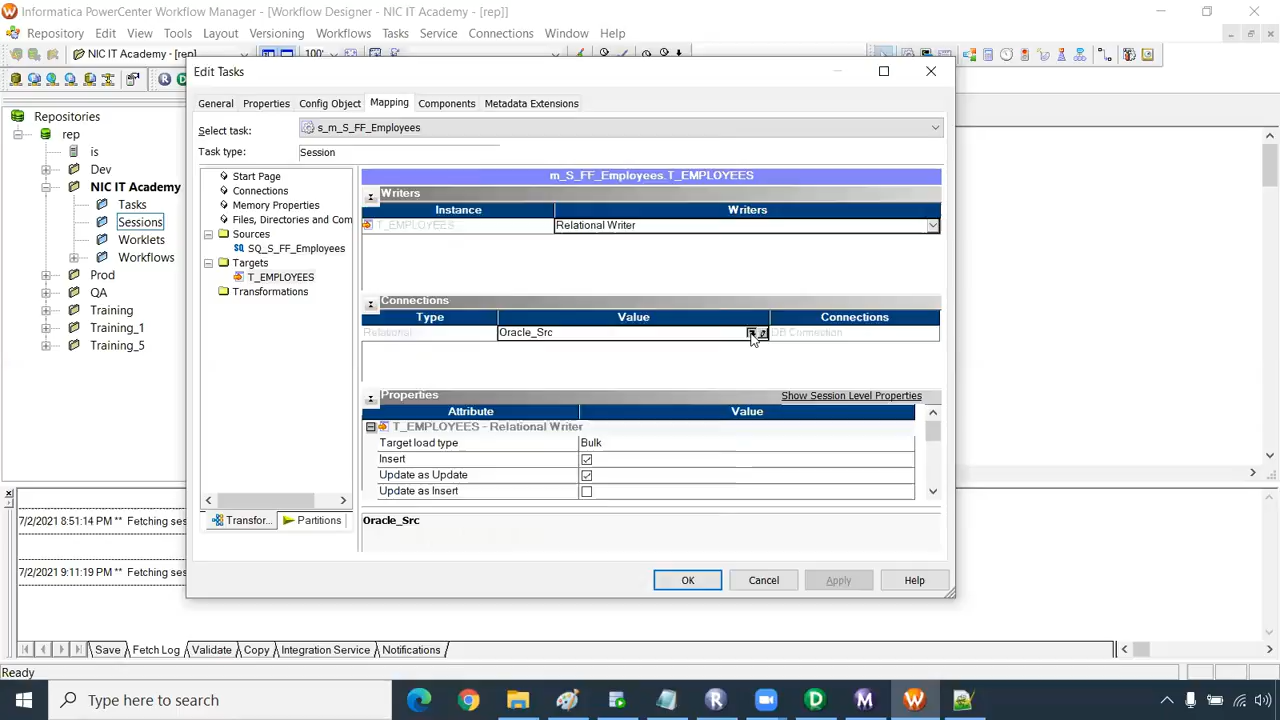 Informatica PowerCenter Workflow Manager - [Workflow Designer - NIC IT Academy - [rep]]
Repository Edit View Tools Layout Versioning Workflows Tasks Service Connections Window Help
NIC IT Academy - [rep] 100%
Repositories
rep
is
Dev
NIC IT Academy
Tasks
Sessions
Worklets
Workflows
Prod
QA
Training
Training_1
Training_5
Edit Tasks
General Properties Config Object Mapping Components Metadata Extensions
Select task: s_m_S_FF_Employees
Task type: Session
Start Page
Connections
Memory Properties
Files, Directories and Com
Sources
SQ_S_FF_Employees
Targets
T_EMPLOYEES
Transformations
Transfor... Partitions
m_S_FF_Employees.T_EMPLOYEES
Writers
Instance Writers
T_EMPLOYEES Relational Writer
Connections
Type Value Connections
Relational Oracle_Src DB Connection
Properties Show Session Level Properties
Attribute Value
T_EMPLOYEES - Relational Writer
Target load type Bulk
Insert
Update as Update
Update as Insert
Oracle_Src
OK Cancel Apply Help
7/2/2021 8:51:14 PM ** Fetching ses
7/2/2021 9:11:19 PM ** Fetching ses
Save Fetch Log Validate Copy Integration Service Notifications
Ready
Type here to search